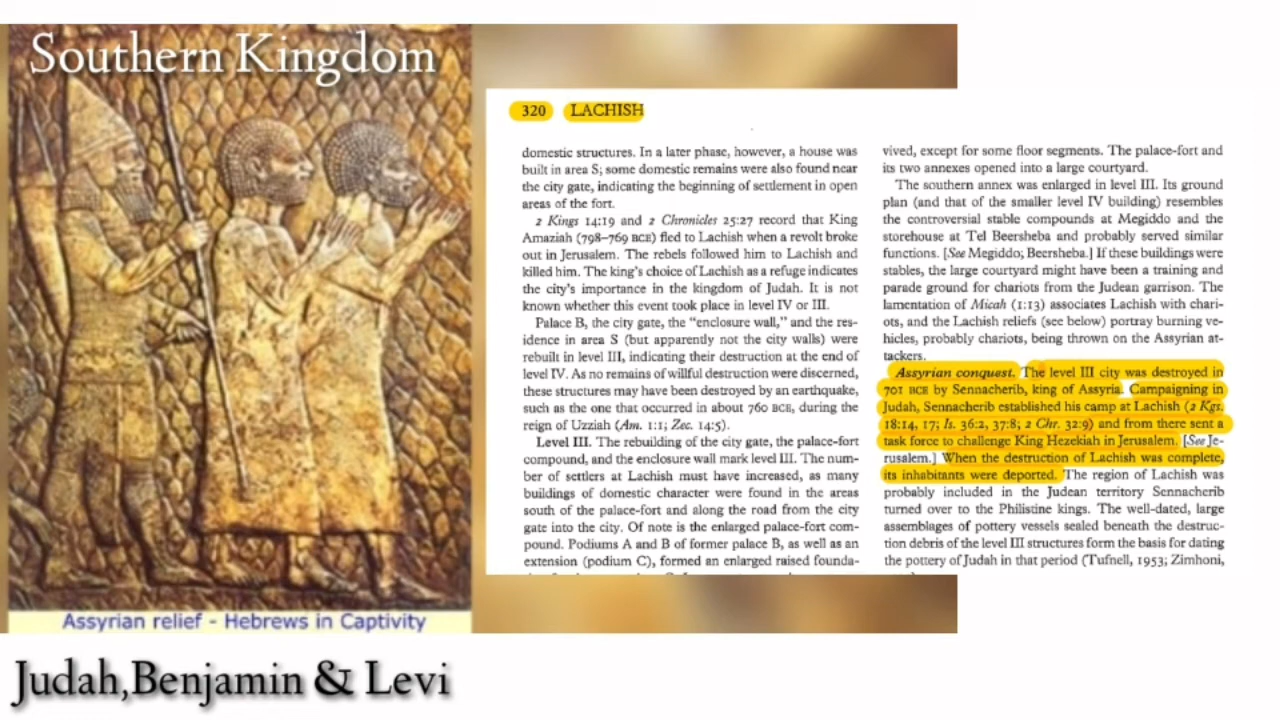 Southern Kingdom
Assyrian relief - Hebrews in Captivity
Judah,Benjamin & Levi
320 LACHISH
domestic structures. In a later phase, however, a house was
built in area S; some domestic remains were also found near
the city gate, indicating the beginning of settlement in open
areas of the fort.
2 Kings 14:19 and 2 Chronicles 25:27 record that King
Amaziah (798–769 BCE) fled to Lachish when a revolt broke
out in Jerusalem. The rebels followed him to Lachish and
killed him. The king's choice of Lachish as a refuge indicates
the city's importance in the kingdom of Judah. It is not
known whether this event took place in level IV or III.
Palace B, the city gate, the "enclosure wall," and the res-
idence in area S (but apparently not the city walls) were
rebuilt in level III, indicating their destruction at the end of
level IV. As no remains of willful destruction were discerned,
these structures may have been destroyed by an earthquake,
such as the one that occurred in about 760 BCE, during the
reign of Uzziah (Am. 1:1; Zec. 14:5).
Level III. The rebuilding of the city gate, the palace-fort
compound, and the enclosure wall mark level III. The num-
ber of settlers at Lachish must have increased, as many
buildings of domestic character were found in the areas
south of the palace-fort and along the road from the city
gate into the city. Of note is the enlarged palace-fort com-
pound. Podiums A and B of former palace B, as well as an
extension (podium C), formed an enlarged raised founda-
vived, except for some floor segments. The palace-fort and
its two annexes opened into a large courtyard.
The southern annex was enlarged in level III. Its ground
plan (and that of the smaller level IV building) resembles
the controversial stable compounds at Megiddo and the
storehouse at Tel Beersheba and probably served similar
functions. [See Megiddo; Beersheba.] If these buildings were
stables, the large courtyard might have been a training and
parade ground for chariots from the Judean garrison. The
lamentation of Micah (1:13) associates Lachish with chari-
ots, and the Lachish reliefs (see below) portray burning ve-
hicles, probably chariots, being thrown on the Assyrian at-
tackers.
Assyrian conquest. The level III city was destroyed in
701 BCE by Sennacherib, king of Assyria. Campaigning in
Judah, Sennacherib established his camp at Lachish (2 Kgs.
18:14, 17; Is. 36:2, 37:8; 2 Chr. 32:9) and from there sent a
task force to challenge King Hezekiah in Jerusalem. [See Je-
rusalem.] When the destruction of Lachish was complete,
its inhabitants were deported. The region of Lachish was
probably included in the Judean territory Sennacherib
turned over to the Philistine kings. The well-dated, large
assemblages of pottery vessels sealed beneath the destruc-
tion debris of the level III structures form the basis for dating
the pottery of Judah in that period (Tufnell, 1953; Zimhoni,